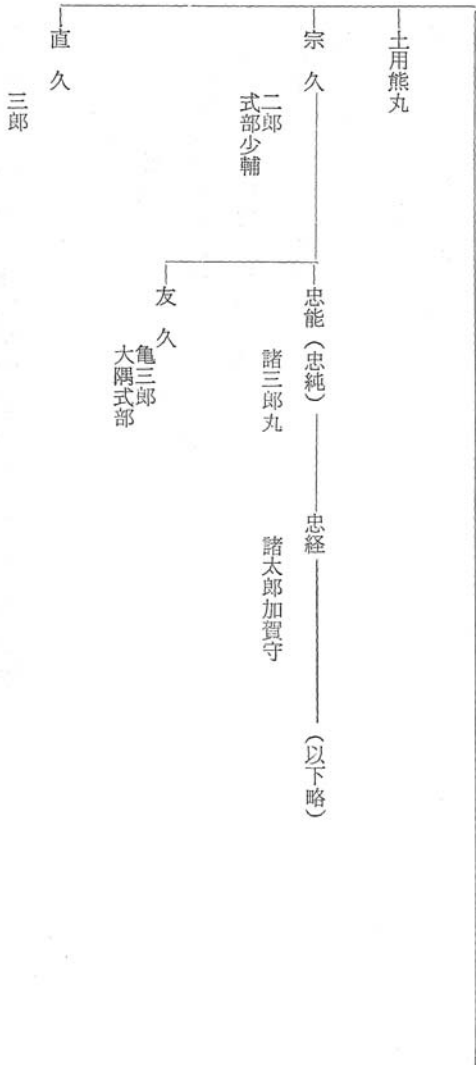 土用熊丸
宗久
二郎
式部少輔
忠能(忠純)
諸三郎丸
忠経
諸太郎加賀守
(以下略)
友久
亀三郎
大隅式部
直久
三郎